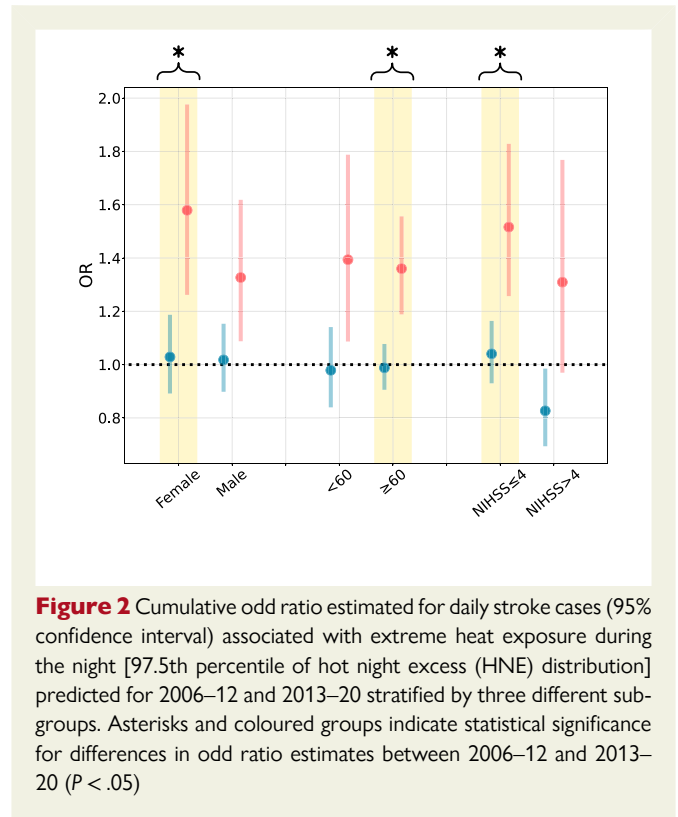 * * *
2.0
1.8
1.6
1.4
1.2
1.0
0.8
OR
Female Male <60 ≥60 NIHSS≤4 NIHSS>4
Figure 2 Cumulative odd ratio estimated for daily stroke cases (95%
confidence interval) associated with extreme heat exposure during
the night [97.5th percentile of hot night excess (HNE) distribution]
predicted for 2006–12 and 2013–20 stratified by three different sub-
groups. Asterisks and coloured groups indicate statistical significance
for differences in odd ratio estimates between 2006–12 and 2013–
20 (P < .05)